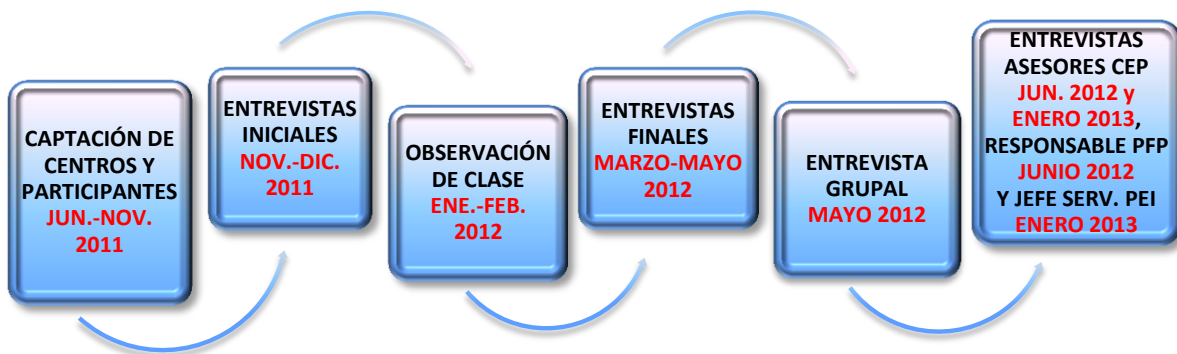 CAPTACIÓN DE
CENTROS Y
PARTICIPANTES
JUN.-NOV.
2011
ENTREVISTAS
INICIALES
NOV.-DIC.
2011
OBSERVACIÓN
DE CLASE
ENE.-FEB.
2012
ENTREVISTAS
FINALES
MARZO-MAYO
2012
ENTREVISTA
GRUPAL
MAYO 2012
ENTREVISTAS
ASESORES CEP
JUN. 2012 y
ENERO 2013,
RESPONSABLE PFP
JUNIO 2012
Y JEFE SERV. PEI
ENERO 2013